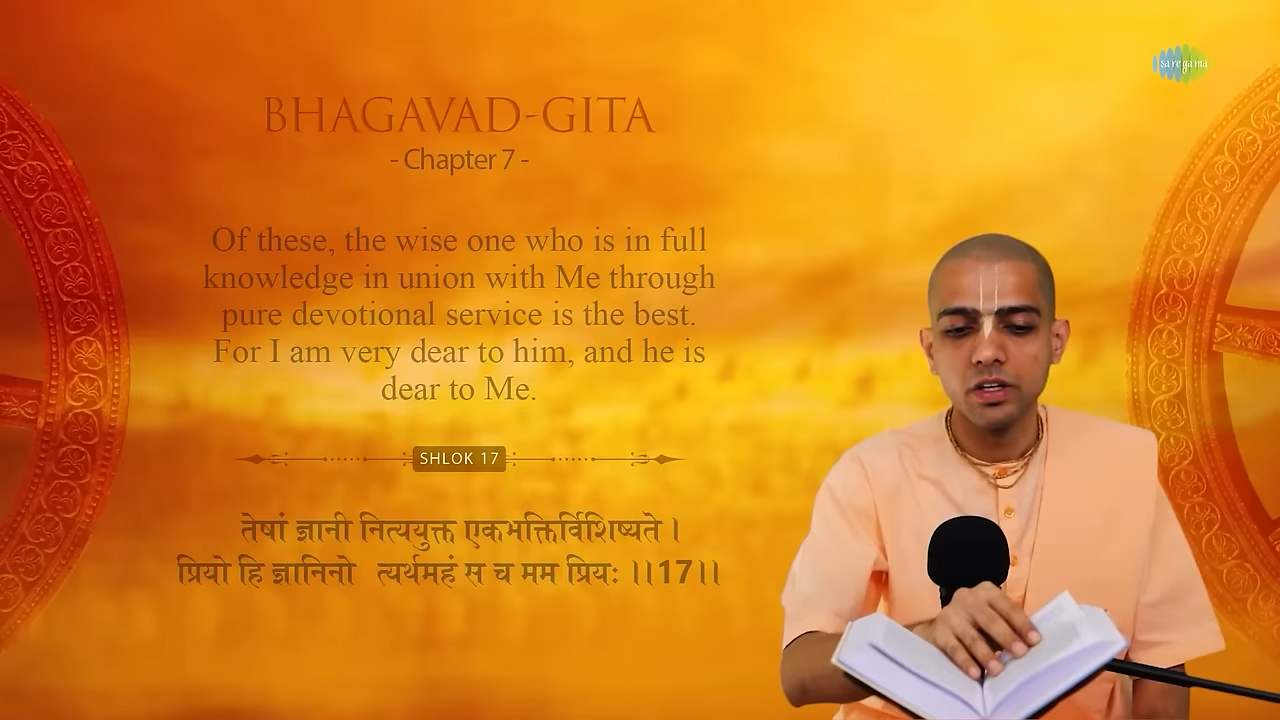 saregama
BHAGAVAD-GITA
- Chapter 7 -
Of these, the wise one who is in full
knowledge in union with Me through
pure devotional service is the best.
For I am very dear to him, and he is
dear to Me.
SHLOK 17
तेषां ज्ञानी नित्ययुक्त एकभक्तिर्विशिष्यते ।
प्रियो हि ज्ञानिनो त्यर्थमहं स च मम प्रियः ।।17।।